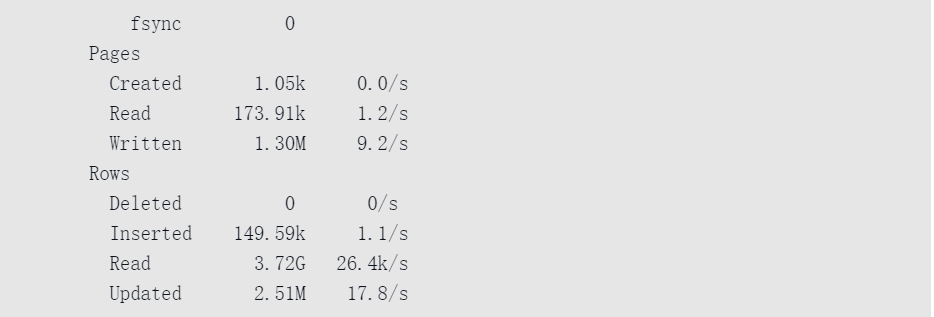 fsync 0
Pages
Created 1.05k 0.0/s
Read 173.91k 1.2/s
Written 1.30M 9.2/s
Rows
Deleted 0 0/s
Inserted 149.59k 1.1/s
Read 3.72G 26.4k/s
Updated 2.51M 17.8/s